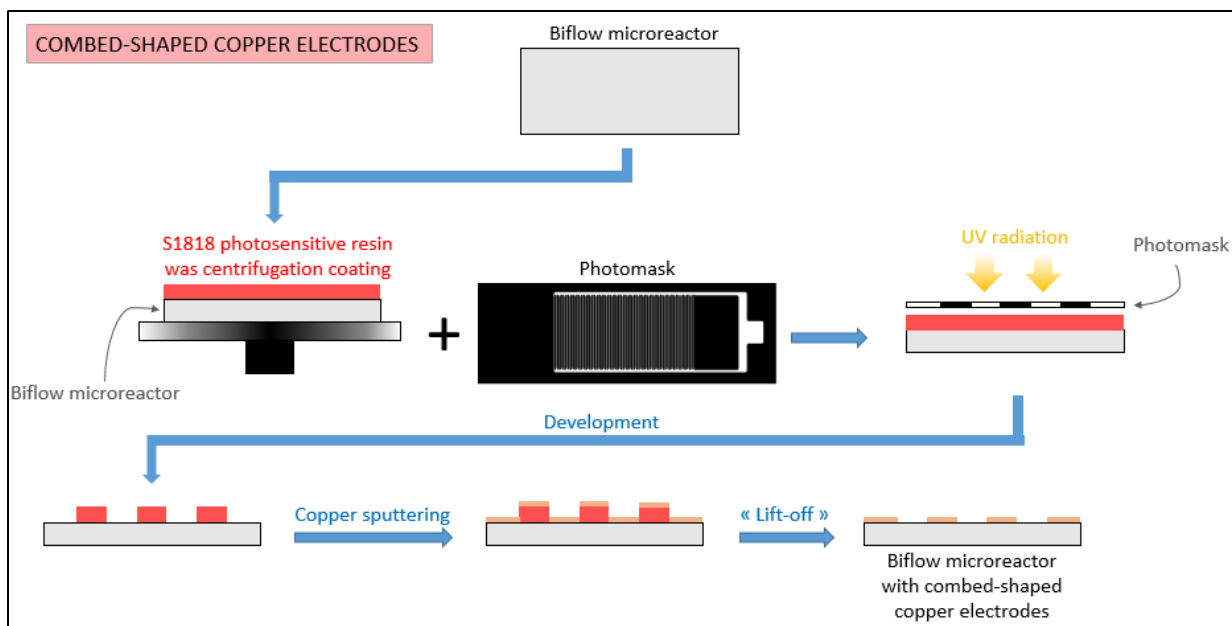 COMBED-SHAPED COPPER ELECTRODES
Biflow microreactor
S1818 photosensitive resin
was centrifugation coating
Photomask
UV radiation
Photomask
Biflow microreactor
Development
Copper sputtering
« Lift-off »
Biflow microreactor
with combed-shaped
copper electrodes